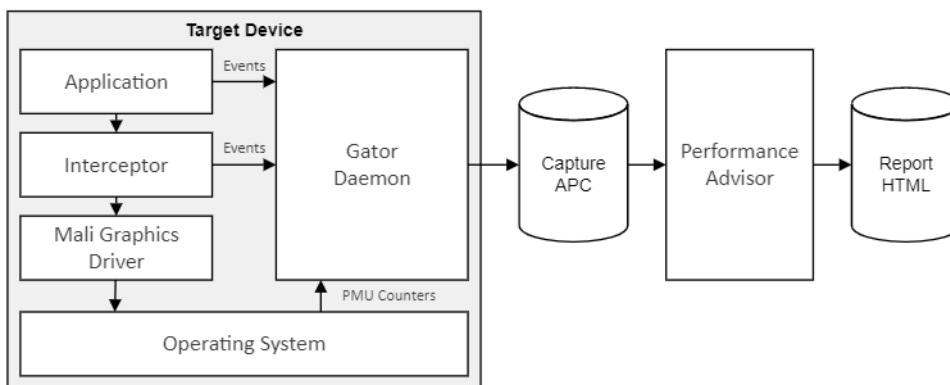 Target Device
Application
Events
Interceptor
Events
Mali Graphics
Driver
Gator
Daemon
PMU Counters
Operating System
Capture
APC
Performance
Advisor
Report
HTML